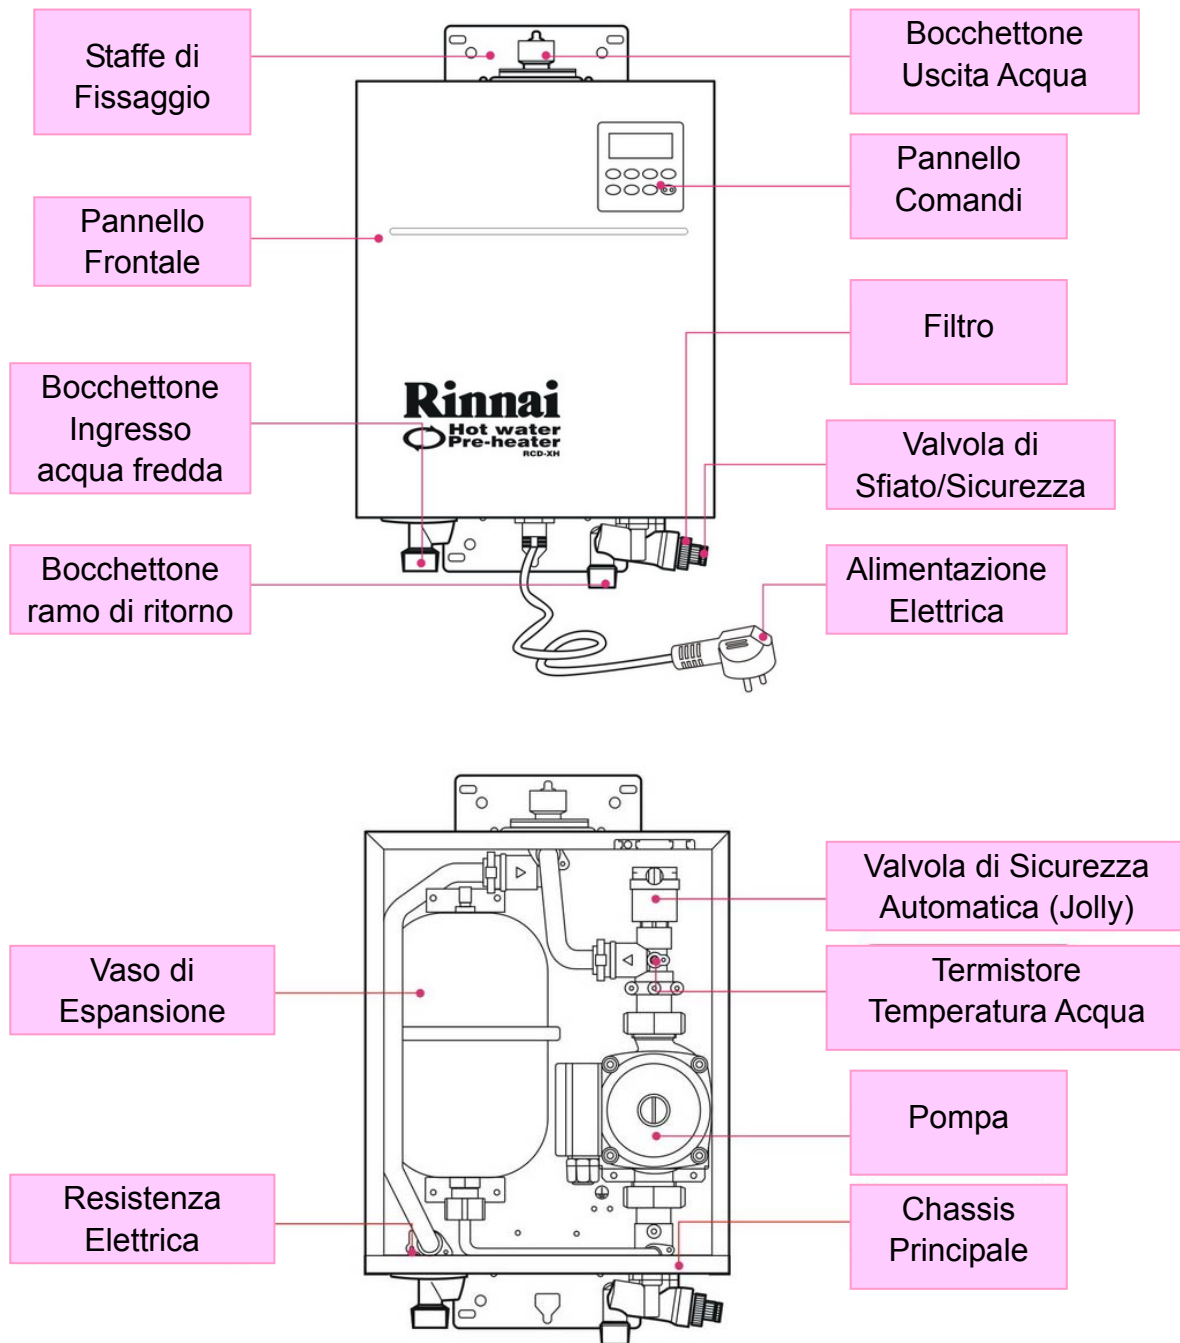 Staffe di
Fissaggio
Bocchettone
Uscita Acqua
Pannello
Comandi
Pannello
Frontale
Filtro
Bocchettone
Ingresso
acqua fredda
Rinnai
Hot water
Pre-heater
RCD-XH
Valvola di
Sfiato/Sicurezza
Bocchettone
ramo di ritorno
Alimentazione
Elettrica
Valvola di Sicurezza
Automatica (Jolly)
Vaso di
Espansione
Termistore
Temperatura Acqua
Pompa
Resistenza
Elettrica
Chassis
Principale